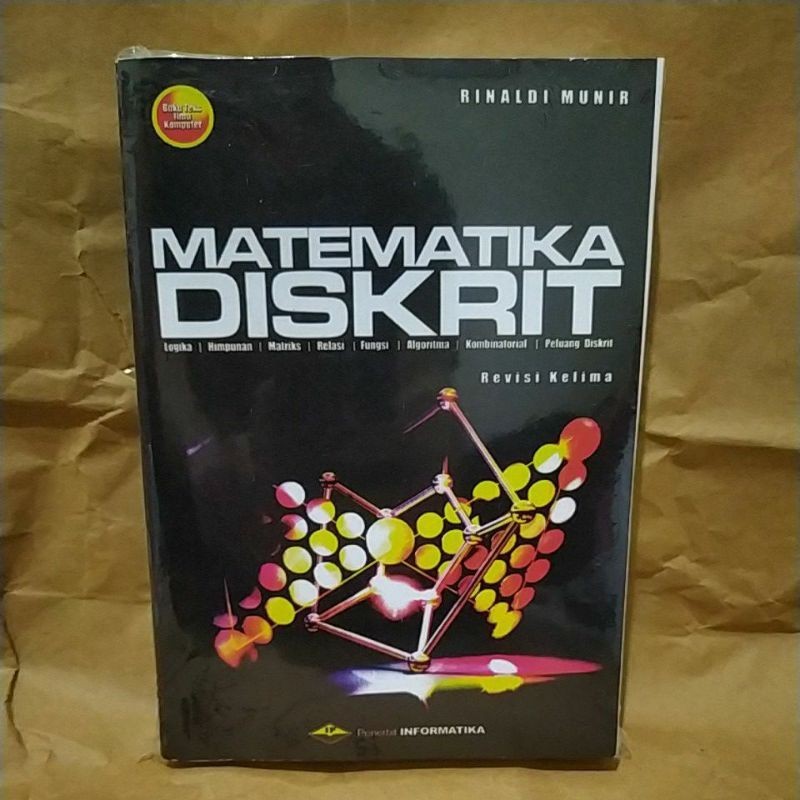 RINALDI MUNIR
Buku Teks
Ilmu
Komputer
MATEMATIKA
DISKRIT
Logika | Himpunan | Matriks | Relasi | Fungsi | Algoritma | Kombinatorial | Peluang Diskrit
Revisi Kelima
Penerbit INFORMATIKA